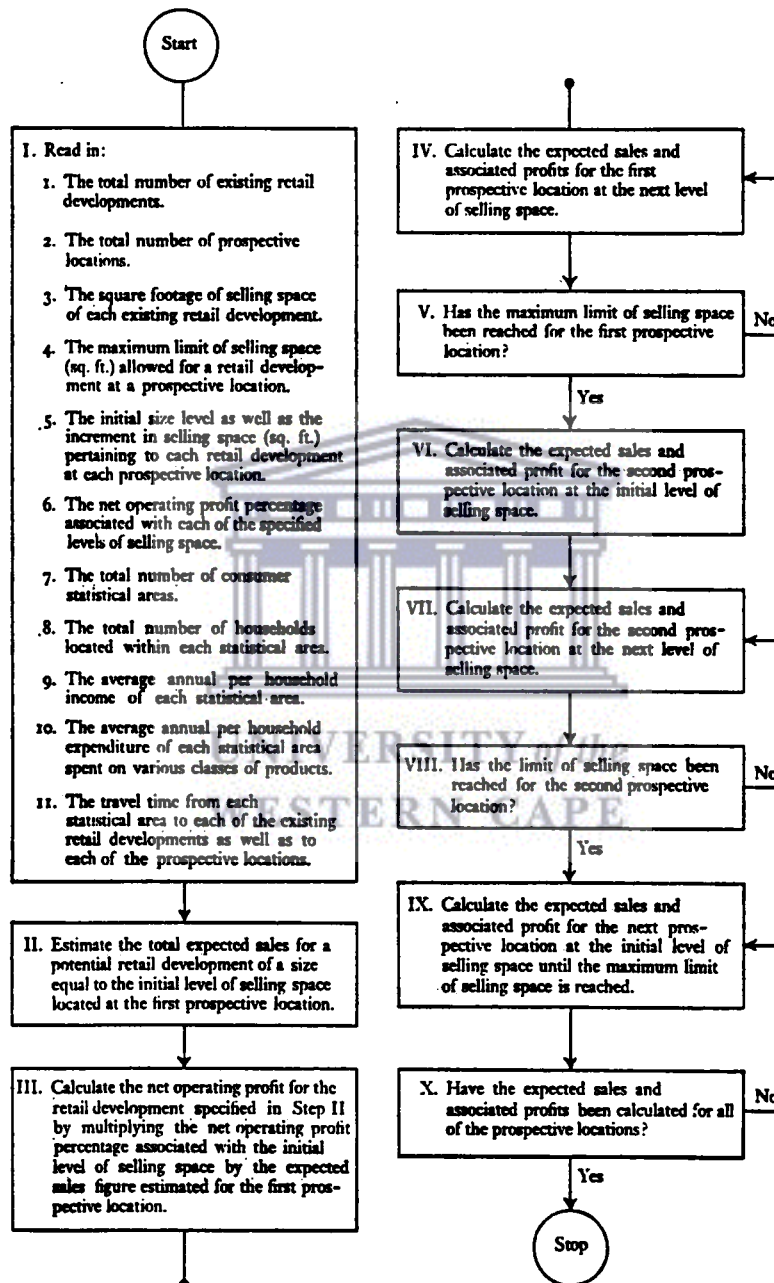 Start
I. Read in:
1. The total number of existing retail
developments.
2. The total number of prospective
locations.
3. The square footage of selling space
of each existing retail development.
4. The maximum limit of selling space
(sq. ft.) allowed for a retail develop-
ment at a prospective location.
5. The initial size level as well as the
increment in selling space (sq. ft.)
pertaining to each retail development
at each prospective location.
6. The net operating profit percentage
associated with each of the specified
levels of selling space.
7. The total number of consumer
statistical areas.
8. The total number of households
located within each statistical area.
9. The average annual per household
income of each statistical area.
10. The average annual per household
expenditure of each statistical area
spent on various classes of products.
11. The travel time from each
statistical area to each of the existing
retail developments as well as to
each of the prospective locations.
II. Estimate the total expected sales for a
potential retail development of a size
equal to the initial level of selling space
located at the first prospective location.
III. Calculate the net operating profit for the
retail development specified in Step II
by multiplying the net operating profit
percentage associated with the initial
level of selling space by the expected
sales figure estimated for the first pros-
pective location.
IV. Calculate the expected sales and
associated profits for the first
prospective location at the next level
of selling space.
V. Has the maximum limit of selling space
been reached for the first prospective
location?
No
Yes
VI. Calculate the expected sales and
associated profit for the second pros-
pective location at the initial level of
selling space.
VII. Calculate the expected sales and
associated profit for the second pros-
pective location at the next level of
selling space.
VIII. Has the limit of selling space been
reached for the second prospective
location?
No
Yes
IX. Calculate the expected sales and
associated profit for the next pros-
pective location at the initial level of
selling space until the maximum limit
of selling space is reached.
X. Have the expected sales and
associated profits been calculated for all
of the prospective locations?
No
Yes
Stop
UNIVERSITY of the
WESTERN CAPE